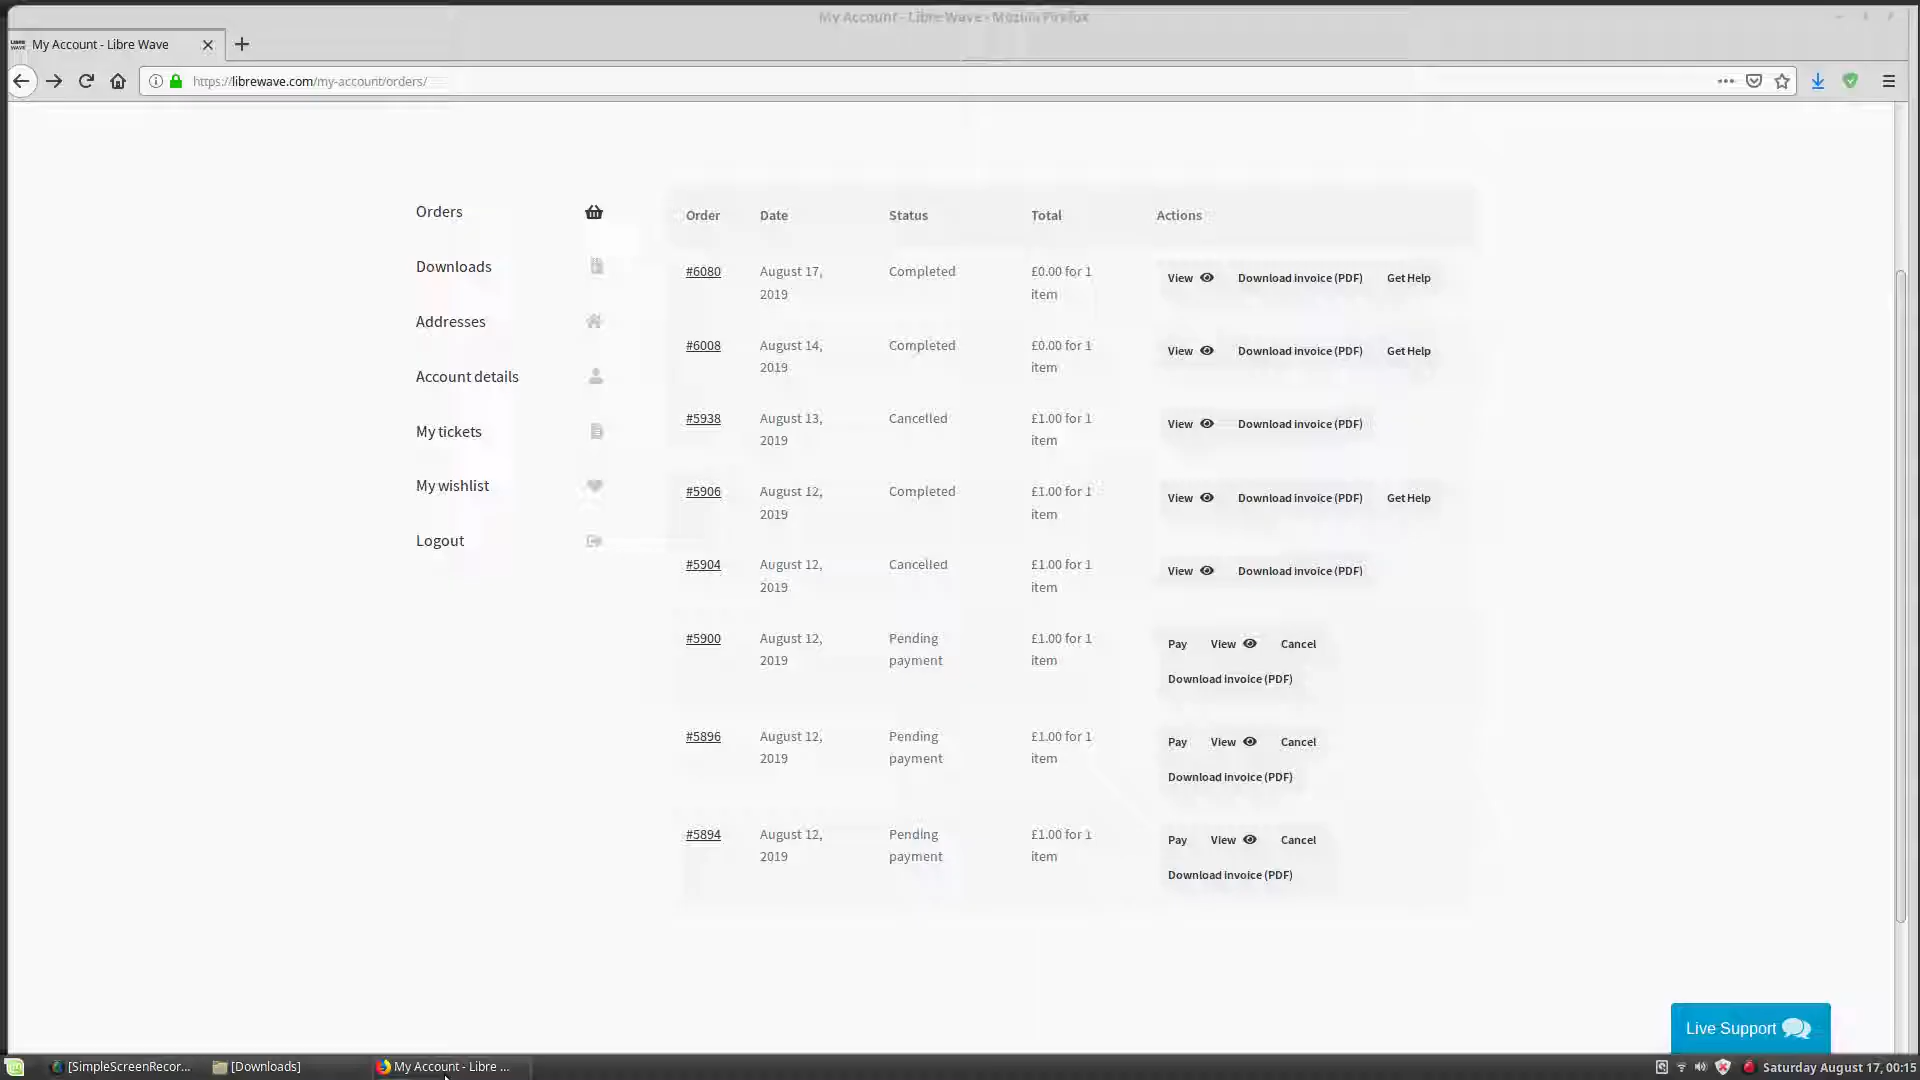 My Account - Libre Wave - Mozilla Firefox
My Account - Libre Wave
https://librewave.com/my-account/orders/
Orders
Downloads
Addresses
Account details
My tickets
My wishlist
Logout
Order Date Status Total Actions
#6080 August 17, Completed £0.00 for 1 View Download invoice (PDF) Get Help
2019 item
#6008 August 14, Completed £0.00 for 1 View Download invoice (PDF) Get Help
2019 item
#5938 August 13, Cancelled £1.00 for 1 View Download invoice (PDF)
2019 item
#5906 August 12, Completed £1.00 for 1 View Download invoice (PDF) Get Help
2019 item
#5904 August 12, Cancelled £1.00 for 1 View Download invoice (PDF)
2019 item
#5900 August 12, Pending £1.00 for 1 Pay View Cancel
2019 payment item Download invoice (PDF)
#5896 August 12, Pending £1.00 for 1 Pay View Cancel
2019 payment item Download invoice (PDF)
#5894 August 12, Pending £1.00 for 1 Pay View Cancel
2019 payment item Download invoice (PDF)
Live Support
[SimpleScreenRecor... [Downloads] My Account - Libre ... Saturday August 17, 00:15